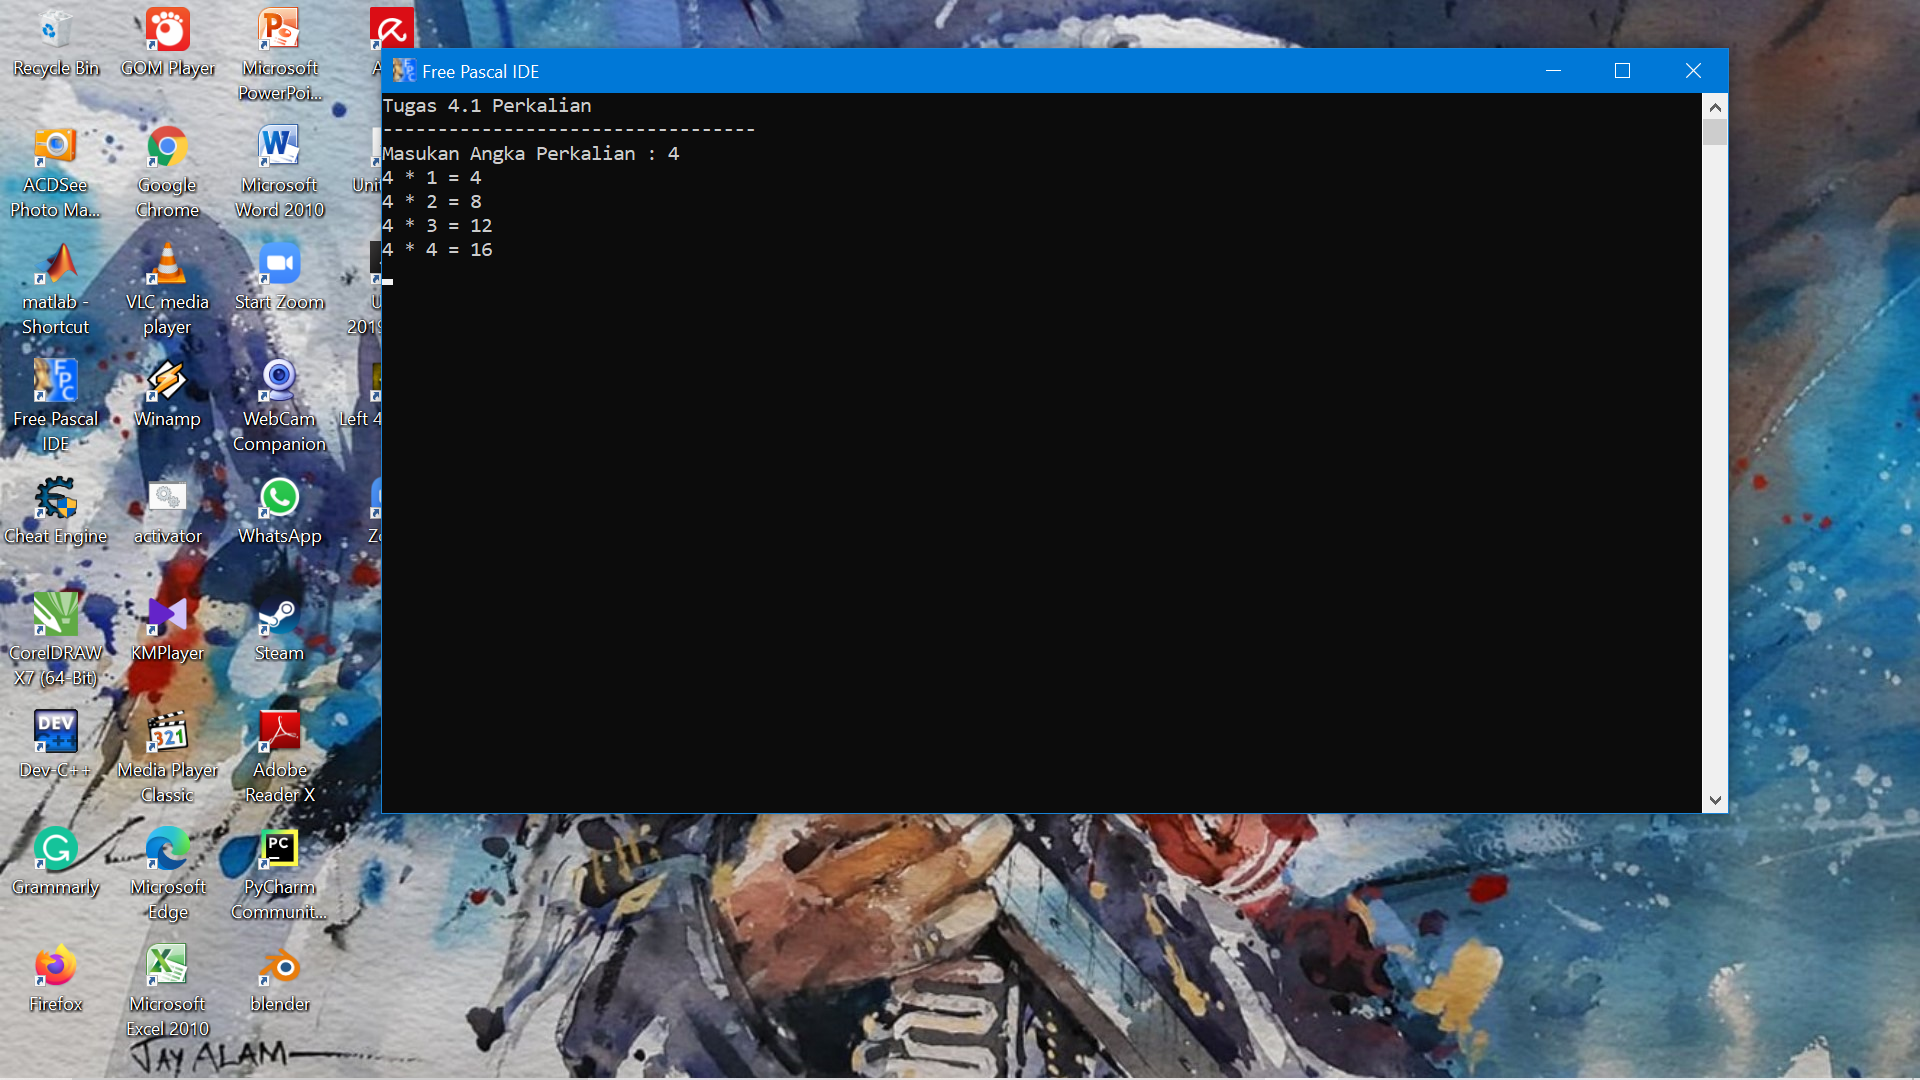 Free Pascal IDE
Tugas 4.1 Perkalian
----------------------------------
Masukan Angka Perkalian : 4
4 * 1 = 4
4 * 2 = 8
4 * 3 = 12
4 * 4 = 16
Recycle Bin
GOM Player
Microsoft
PowerPoi...
ACDSee
Photo Ma...
Google
Chrome
Microsoft
Word 2010
matlab -
Shortcut
VLC media
player
Start Zoom
Free Pascal
IDE
Winamp
WebCam
Companion
Left 4
Cheat Engine
activator
WhatsApp
CorelDRAW
X7 (64-Bit)
KMPlayer
Steam
Dev-C++
Media Player
Classic
Adobe
Reader X
Grammarly
Microsoft
Edge
PyCharm
Communit...
Firefox
Microsoft
Excel 2010
blender
DEV
321
PC
FPC
JAY ALAM